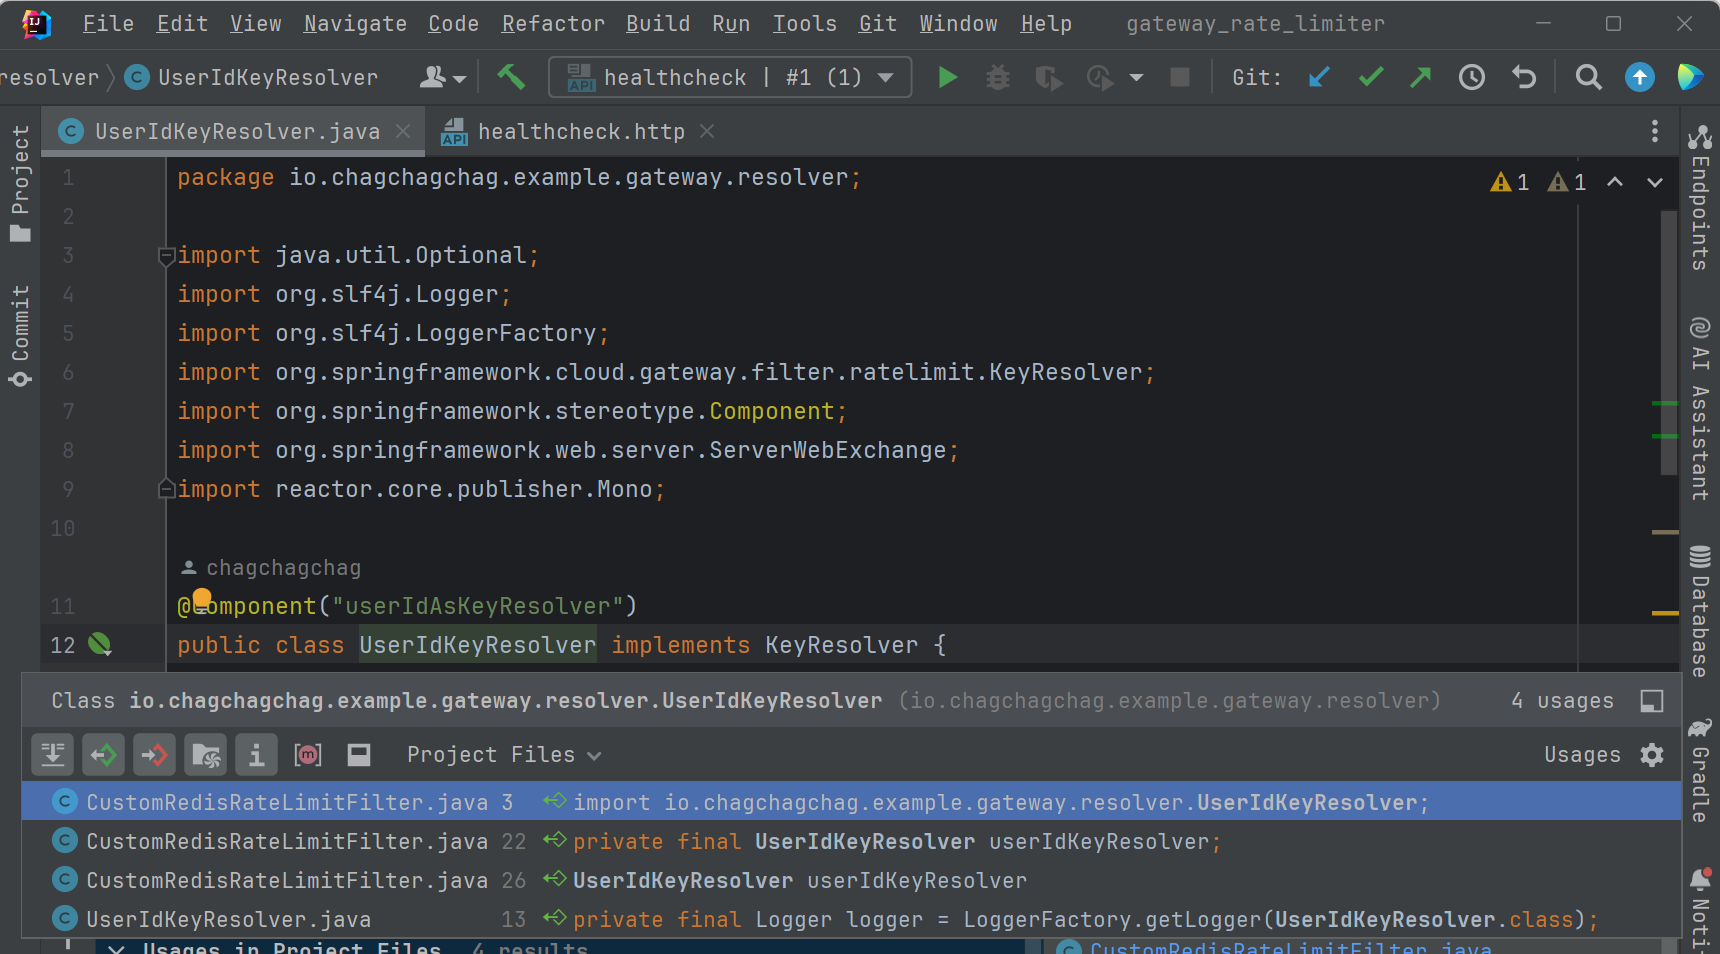 File Edit View Navigate Code Refactor Build Run Tools Git Window Help gateway_rate_limiter
resolver UserIdKeyResolver healthcheck | #1 (1) Git:
UserIdKeyResolver.java healthcheck.http
1 package io.chagchagchag.example.gateway.resolver; 1 1
2
3 import java.util.Optional;
4 import org.slf4j.Logger;
5 import org.slf4j.LoggerFactory;
6 import org.springframework.cloud.gateway.filter.ratelimit.KeyResolver;
7 import org.springframework.stereotype.Component;
8 import org.springframework.web.server.ServerWebExchange;
9 import reactor.core.publisher.Mono;
10
chagchagchag
11 @Component("userIdAsKeyResolver")
12 public class UserIdKeyResolver implements KeyResolver {
Class io.chagchagchag.example.gateway.resolver.UserIdKeyResolver (io.chagchagchag.example.gateway.resolver) 4 usages
Project Files Usages
CustomRedisRateLimitFilter.java 3 import io.chagchagchag.example.gateway.resolver.UserIdKeyResolver;
CustomRedisRateLimitFilter.java 22 private final UserIdKeyResolver userIdKeyResolver;
CustomRedisRateLimitFilter.java 26 UserIdKeyResolver userIdKeyResolver
UserIdKeyResolver.java 13 private final Logger logger = LoggerFactory.getLogger(UserIdKeyResolver.class);
Usages in Project Files 4 results CustomRedisRateLimitFilter.java
Project
Commit
Endpoints
AI Assistant
Database
Gradle
Noti